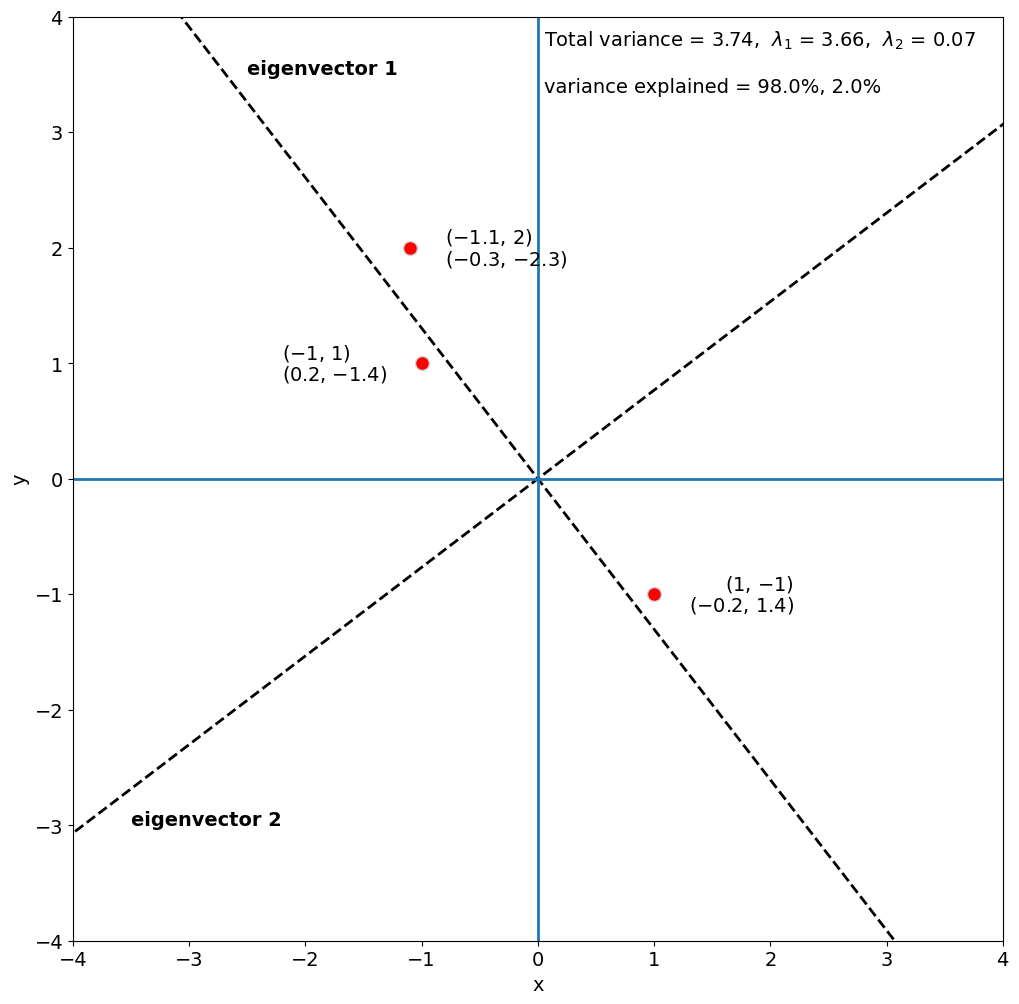 4
Total variance = 3.74, λ₁ = 3.66, λ₂ = 0.07
eigenvector 1
variance explained = 98.0%, 2.0%
3
2
(−1.1, 2)
(−0.3, −2.3)
1
(−1, 1)
(0.2, −1.4)
y
0
−1
(1, −1)
(−0.2, 1.4)
−2
−3
eigenvector 2
−4
−4 −3 −2 −1 0 1 2 3 4
x